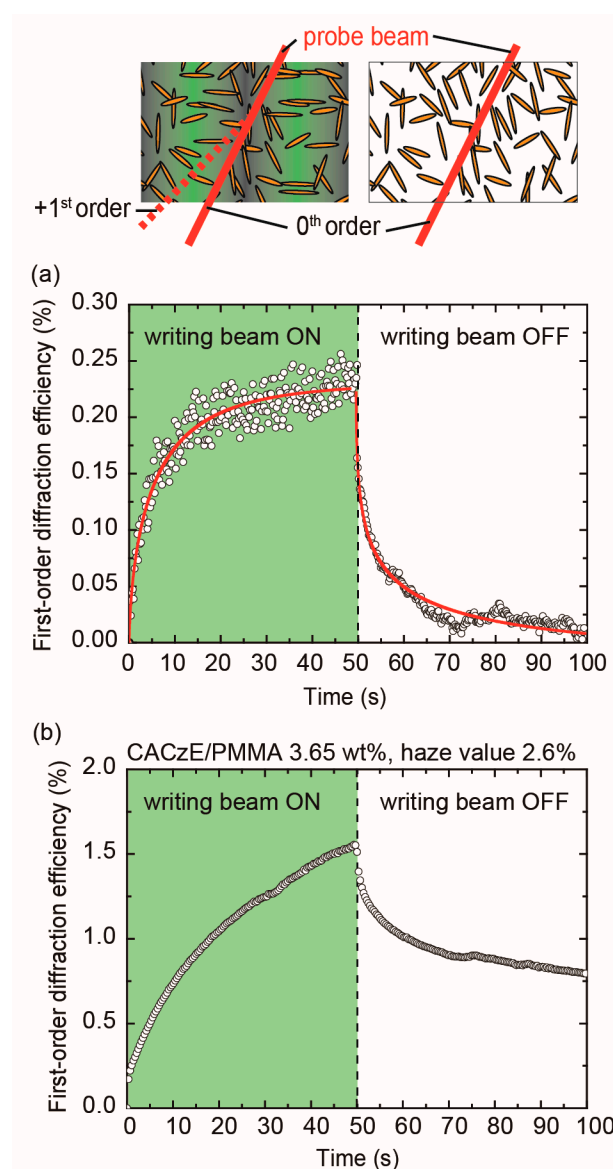 probe beam
+1st order
0th order
(a)
First-order diffraction efficiency (%)
0.30
0.25
0.20
0.15
0.10
0.05
0.00
writing beam ON
writing beam OFF
0 10 20 30 40 50 60 70 80 90 100
Time (s)
(b)
CACzE/PMMA 3.65 wt%, haze value 2.6%
First-order diffraction efficiency (%)
2.0
1.5
1.0
0.5
0.0
writing beam ON
writing beam OFF
0 10 20 30 40 50 60 70 80 90 100
Time (s)